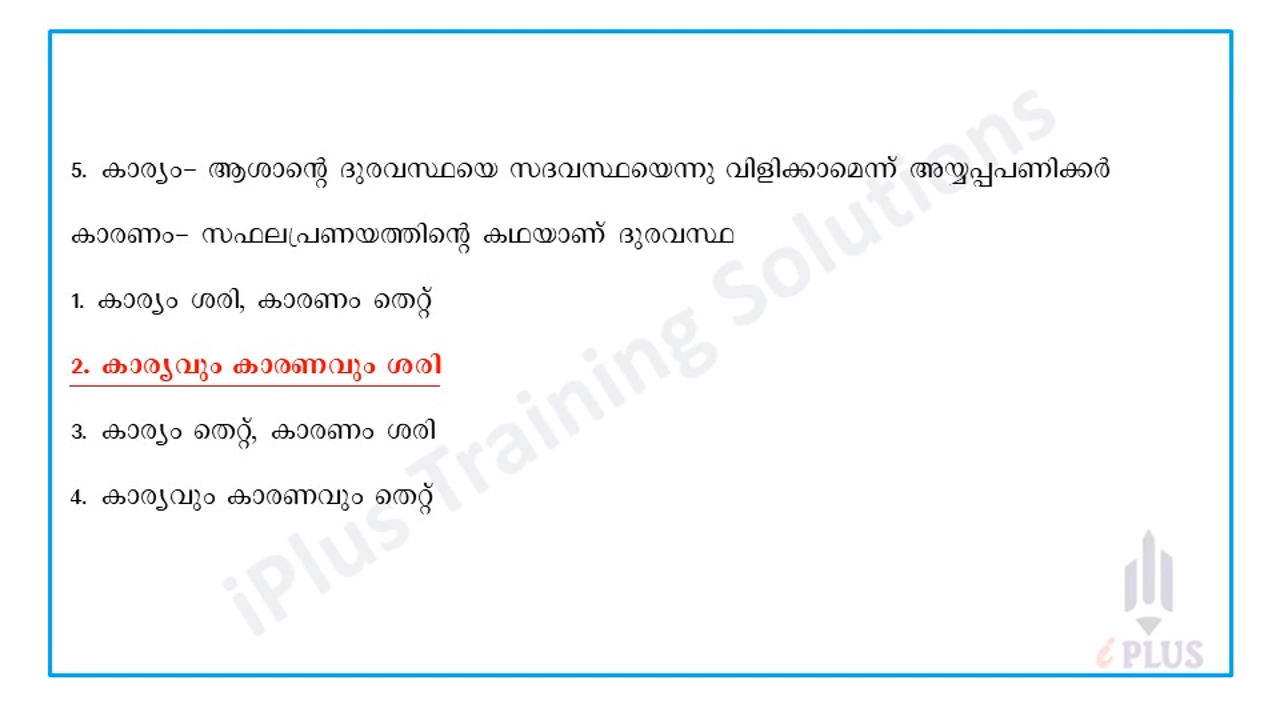 5. കാര്യം- ആശാന്റെ ദുരവസ്ഥയെ സദവസ്ഥയെന്നു വിളിക്കാമെന്ന് അയ്യപ്പപണിക്കർ
കാരണം- സഫലപ്രണയത്തിന്റെ കഥയാണ് ദുരവസ്ഥ
1. കാര്യം ശരി, കാരണം തെറ്റ്
2. കാര്യവും കാരണവും ശരി
3. കാര്യം തെറ്റ്, കാരണം ശരി
4. കാര്യവും കാരണവും തെറ്റ്
iPlus Training Solutions
i PLUS